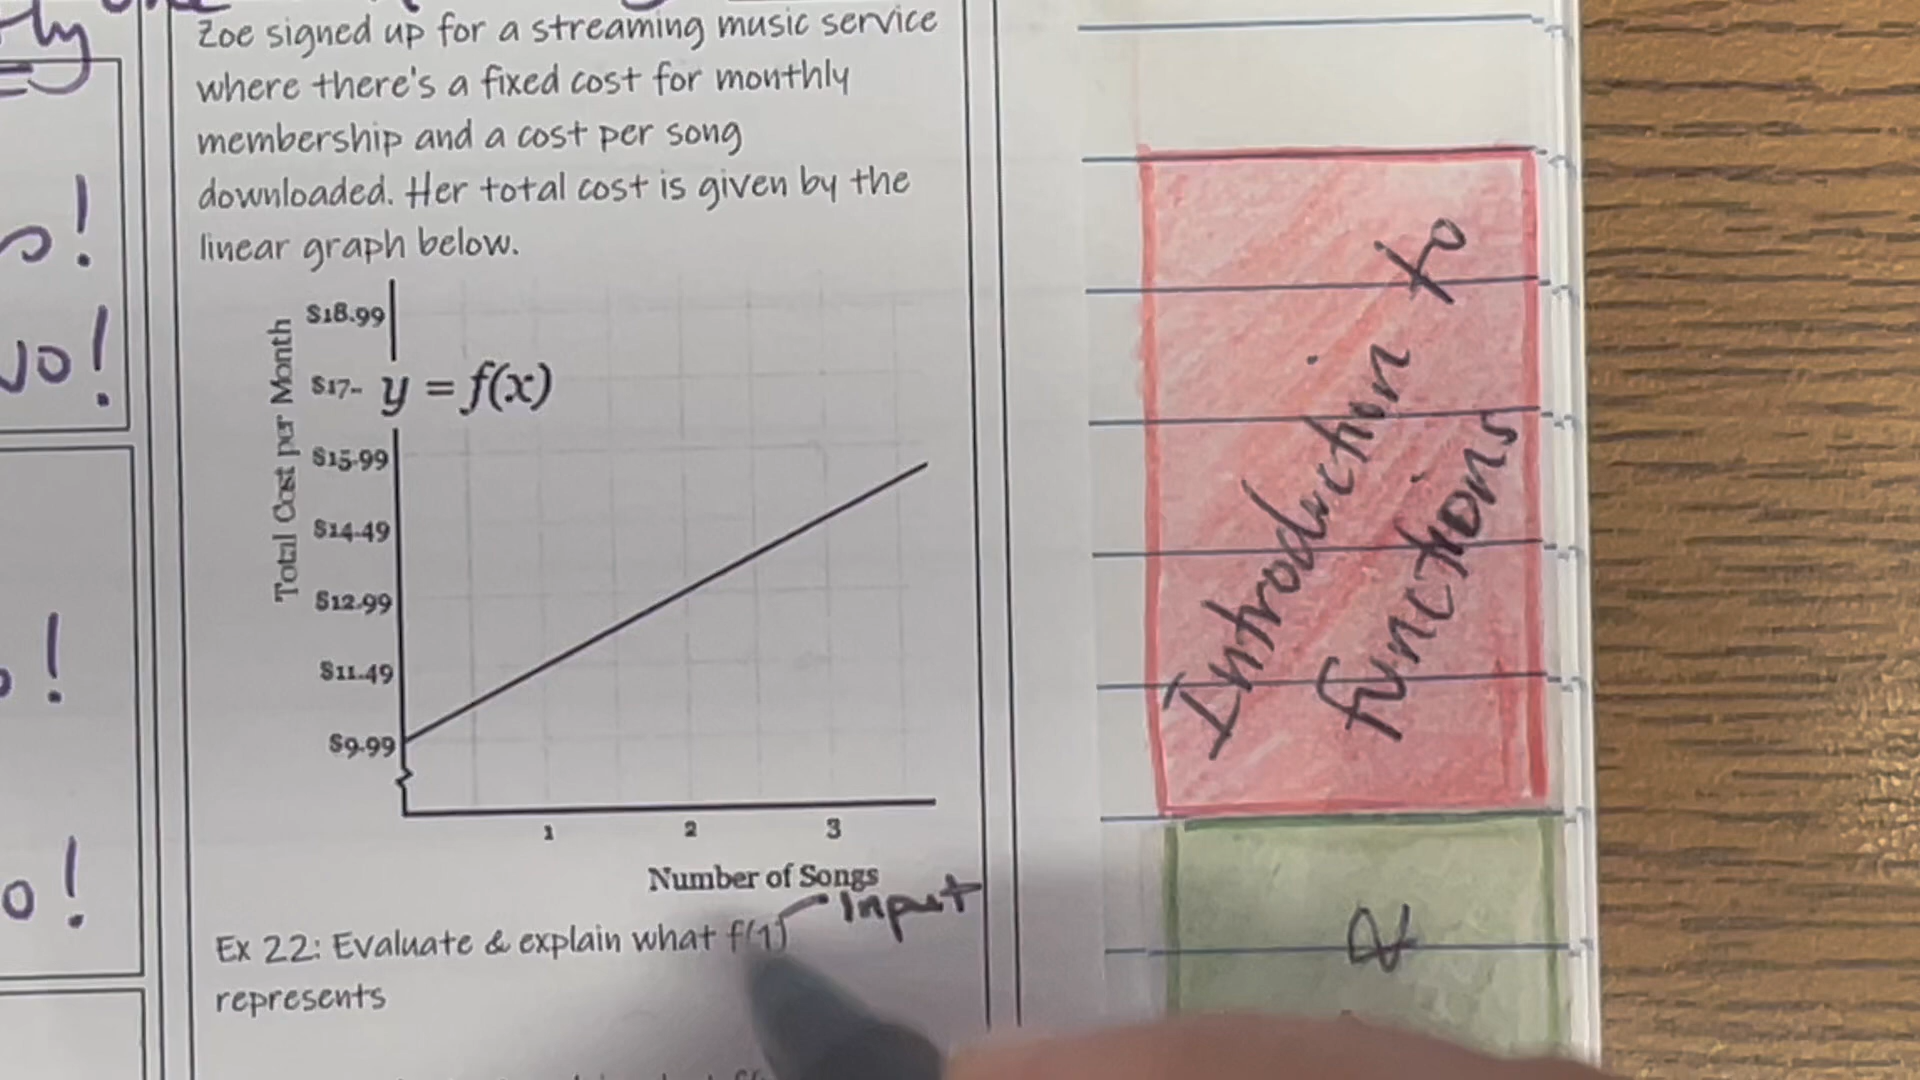 Zoe signed up for a streaming music service
where there's a fixed cost for monthly
membership and a cost per song
downloaded. Her total cost is given by the
linear graph below.
Total Cost per Month
$18.99
$17-
y = f(x)
$15.99
$14.49
$12.99
$11.49
$9.99
1 2 3
Number of Songs
Input
Ex 22: Evaluate & explain what f(1)
represents
s!
No!
!
o!
Introduction to
functions
&